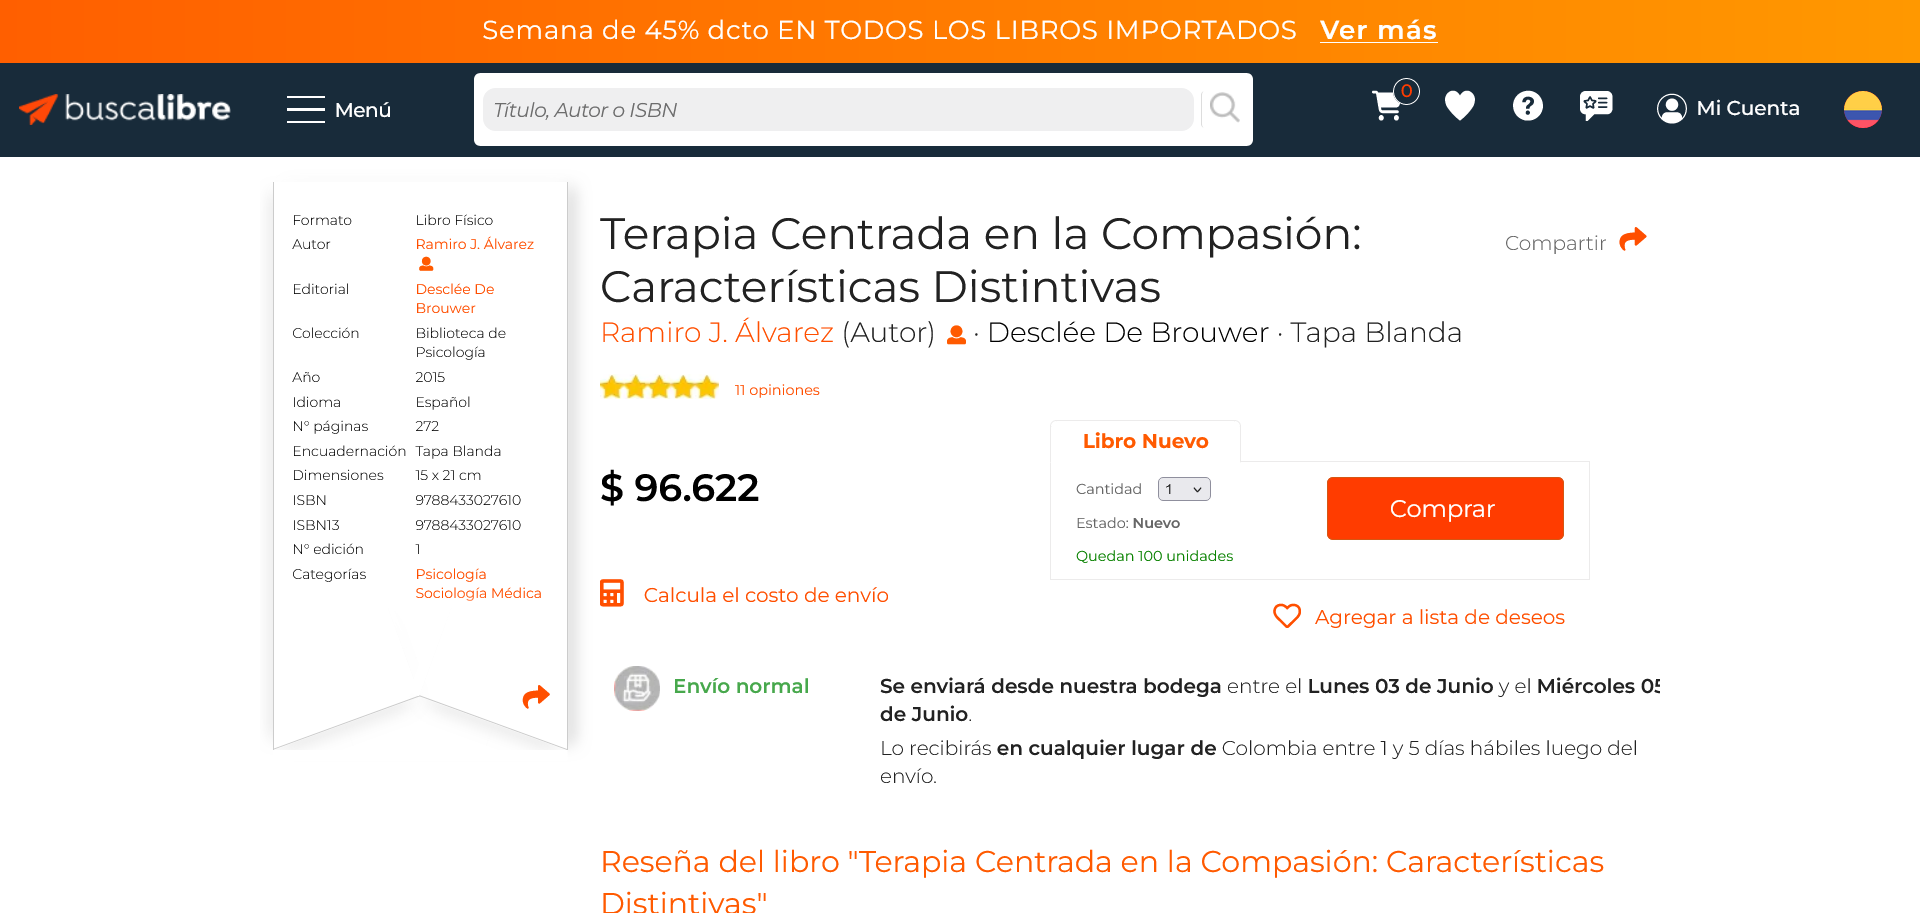 Semana de 45% dcto EN TODOS LOS LIBROS IMPORTADOS Ver más
buscalibre
Menú
Título, Autor o ISBN
0
Mi Cuenta
Formato Libro Físico
Autor Ramiro J. Álvarez
Editorial Desclée De
Brouwer
Colección Biblioteca de
Psicología
Año 2015
Idioma Español
N° páginas 272
Encuadernación Tapa Blanda
Dimensiones 15 x 21 cm
ISBN 9788433027610
ISBN13 9788433027610
N° edición 1
Categorías Psicología
Sociología Médica
Terapia Centrada en la Compasión:
Características Distintivas
Compartir
Ramiro J. Álvarez (Autor) · Desclée De Brouwer · Tapa Blanda
11 opiniones
$ 96.622
Calcula el costo de envío
Libro Nuevo
Cantidad 1
Estado: Nuevo
Quedan 100 unidades
Comprar
Agregar a lista de deseos
Envío normal
Se enviará desde nuestra bodega entre el Lunes 03 de Junio y el Miércoles 05
de Junio.
Lo recibirás en cualquier lugar de Colombia entre 1 y 5 días hábiles luego del
envío.
Reseña del libro "Terapia Centrada en la Compasión: Características
Distintivas"